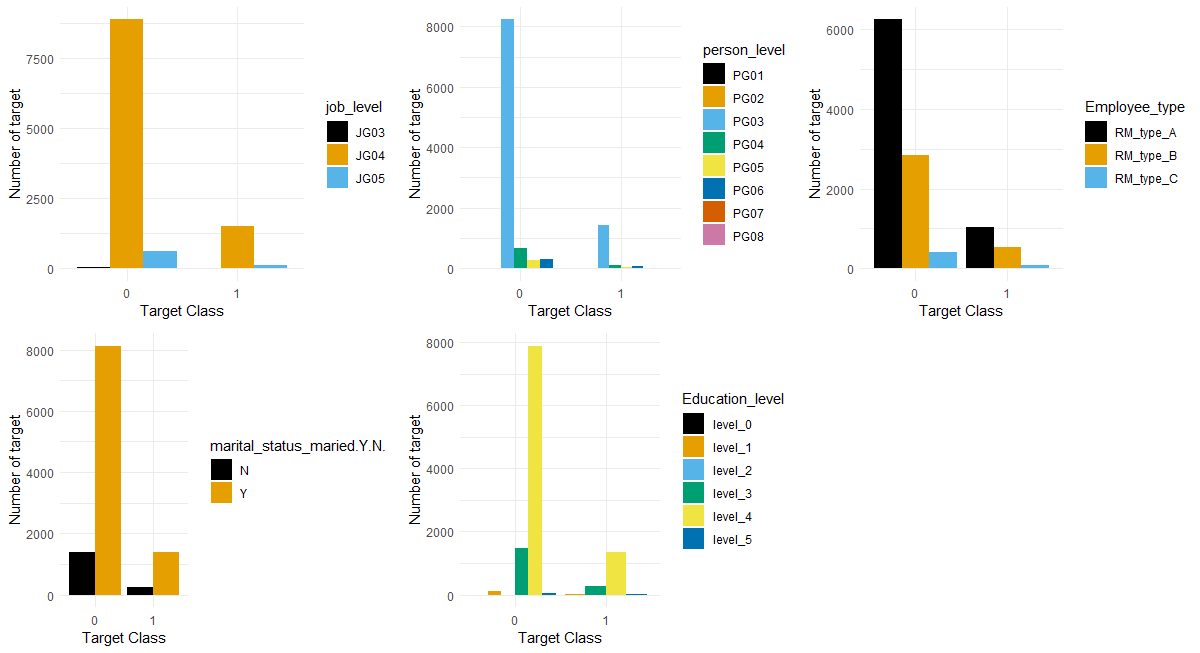 Number of target
7500
5000
2500
0
0
1
Target Class
job_level
JG03
JG04
JG05
Number of target
8000
6000
4000
2000
0
0
1
Target Class
person_level
PG01
PG02
PG03
PG04
PG05
PG06
PG07
PG08
Number of target
6000
4000
2000
0
0
1
Target Class
Employee_type
RM_type_A
RM_type_B
RM_type_C
Number of target
8000
6000
4000
2000
0
0
1
Target Class
marital_status_maried.Y.N.
N
Y
Number of target
8000
6000
4000
2000
0
0
1
Target Class
Education_level
level_0
level_1
level_2
level_3
level_4
level_5